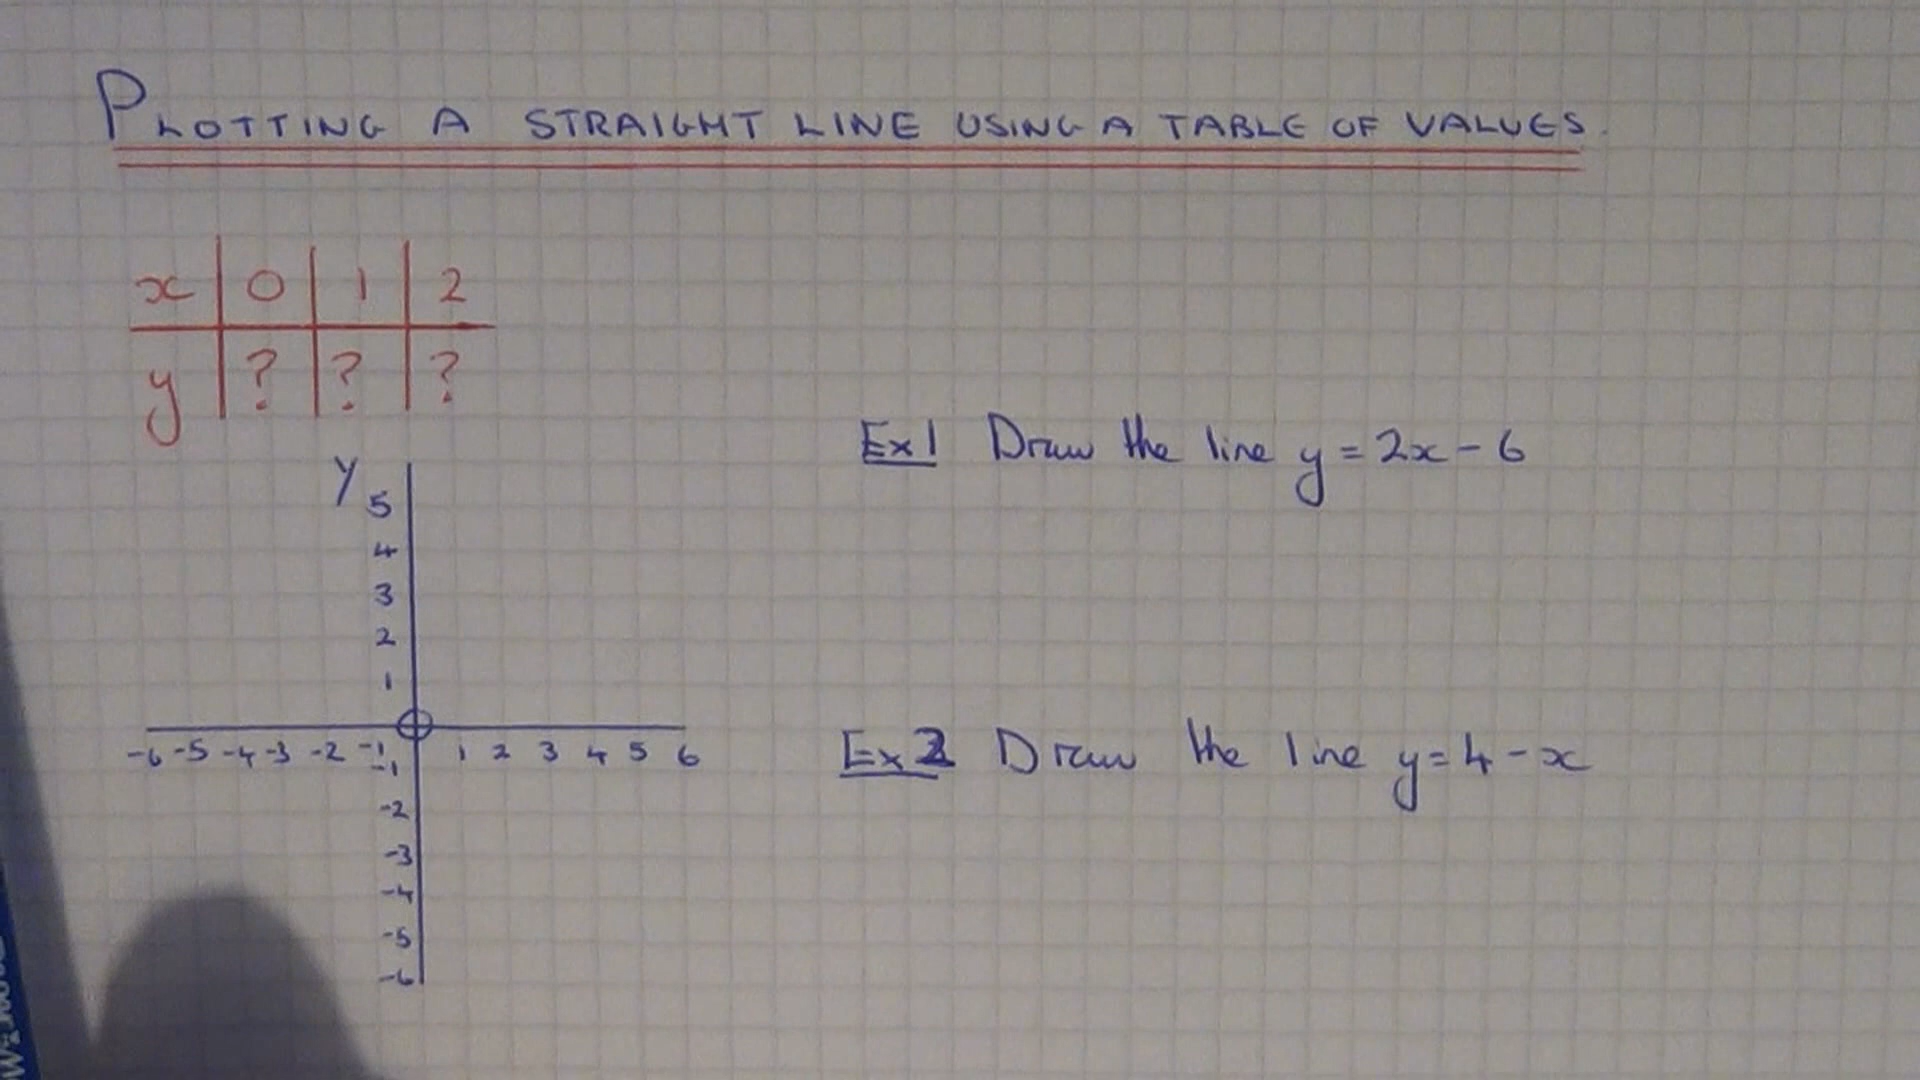 PLOTTING A STRAIGHT LINE USING A TABLE OF VALUES.
x 0 1 2
y ? ? ?
Ex1 Draw the line y = 2x - 6
Y
5
4
3
2
1
-6 -5 -4 -3 -2 -1 1 2 3 4 5 6
-1
-2
-3
-4
-5
-6
Ex2 Draw the line y = 4 - x